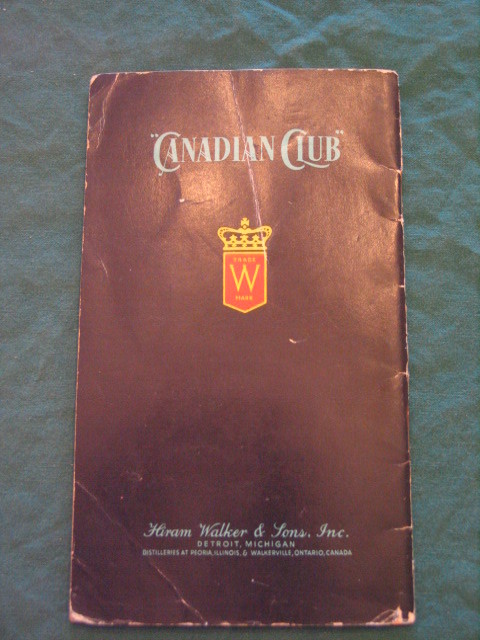 "CANADIAN CLUB"
TRADE
W
MARK
Hiram Walker & Sons, Inc.
DETROIT, MICHIGAN
DISTILLERIES AT PEORIA, ILLINOIS, & WALKERVILLE, ONTARIO, CANADA